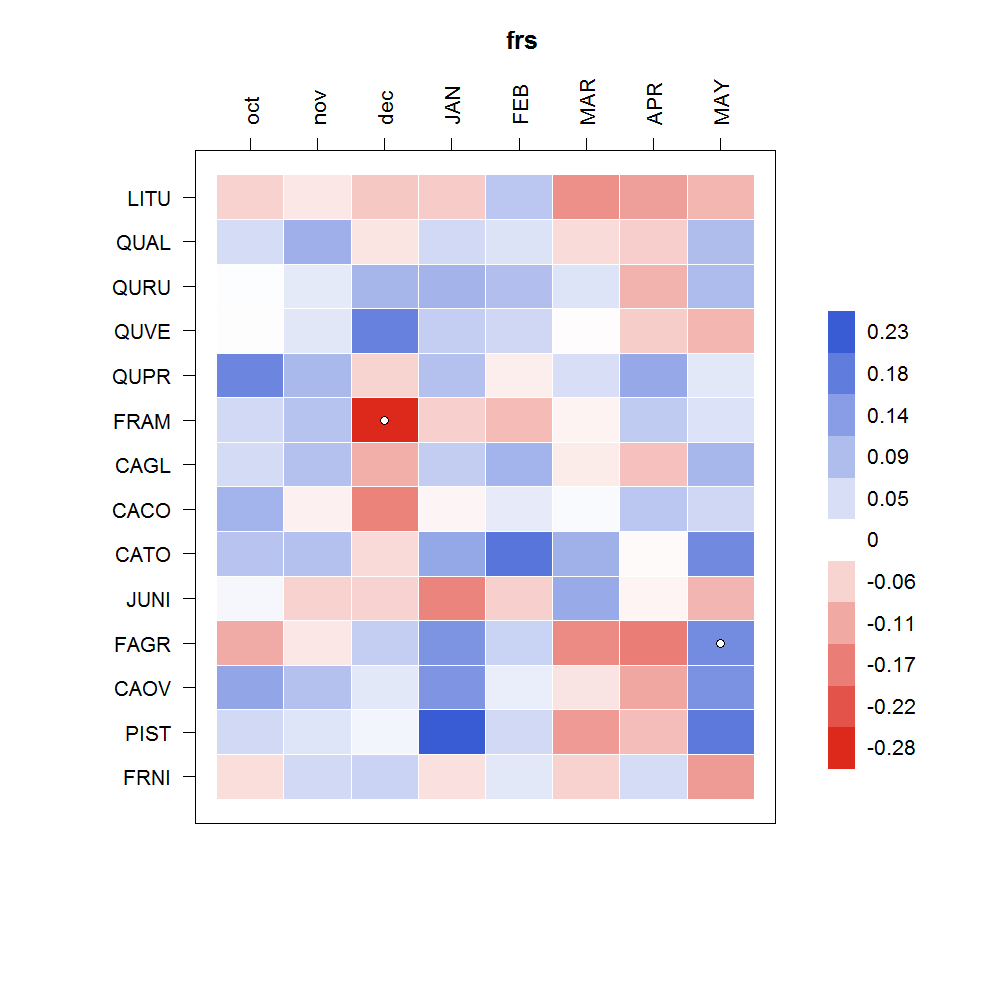 frs
oct nov dec JAN FEB MAR APR MAY
LITU
QUAL
QURU
QUVE
QUPR
FRAM
CAGL
CACO
CATO
JUNI
FAGR
CAOV
PIST
FRNI
0.23
0.18
0.14
0.09
0.05
0
-0.06
-0.11
-0.17
-0.22
-0.28